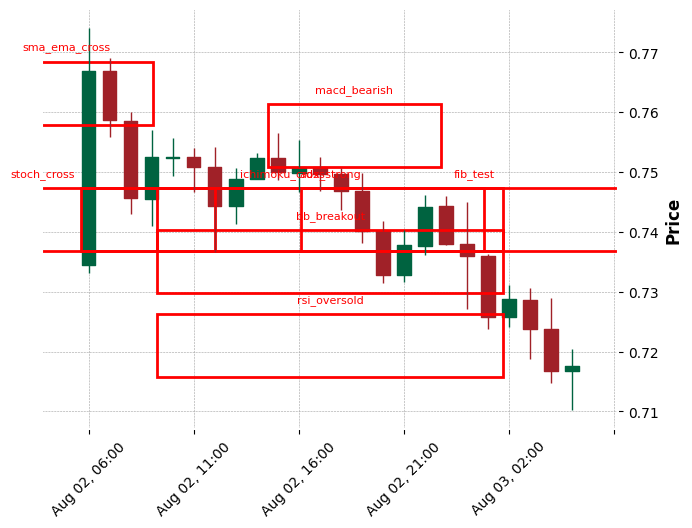 sma_ema_cross
macd_bearish
stoch_cross
fib_test
bb_breakout
rsi_oversold
0.77
0.76
0.75
0.74
0.73
0.72
0.71
Price
Aug 02, 06:00
Aug 02, 11:00
Aug 02, 16:00
Aug 02, 21:00
Aug 03, 02:00